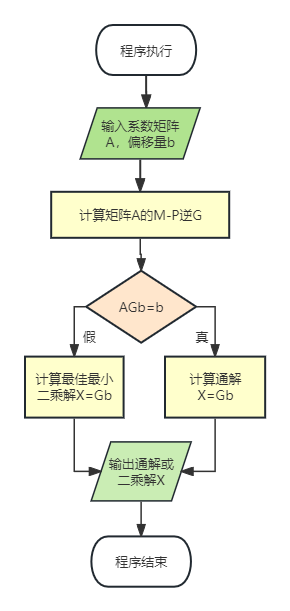 程序执行
输入系数矩阵
A，偏移量b
计算矩阵A的M-P逆G
AGb=b
假
真
计算最佳最小
二乘解X=Gb
计算通解
X=Gb
输出通解或
二乘解X
程序结束